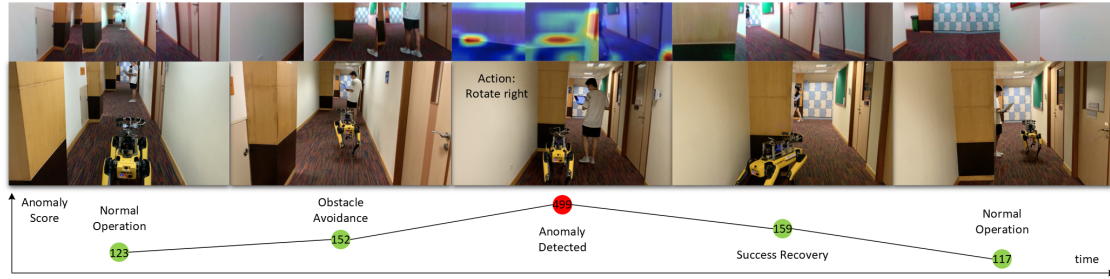 Action:
Rotate right
Anomaly
Score
Normal
Operation
123
Obstacle
Avoidance
152
499
Anomaly
Detected
159
Success Recovery
Normal
Operation
117
time